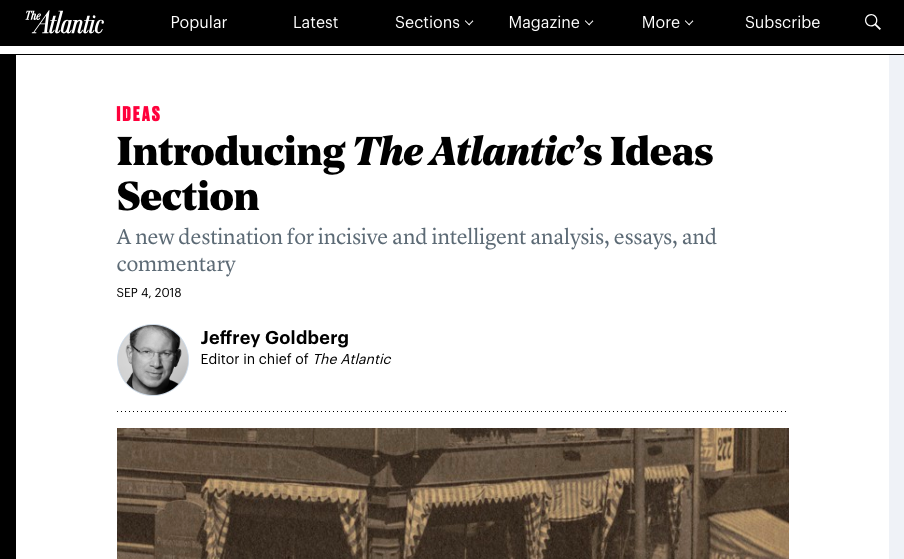 The Atlantic
Popular
Latest
Sections
Magazine
More
Subscribe
IDEAS
Introducing The Atlantic’s Ideas
Section
A new destination for incisive and intelligent analysis, essays, and
commentary
SEP 4, 2018
Jeffrey Goldberg
Editor in chief of The Atlantic
277